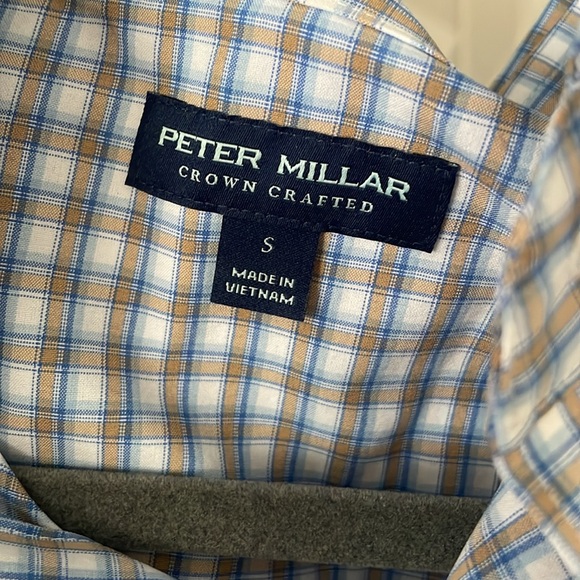 PETER MILLAR
CROWN CRAFTED
S
MADE IN
VIETNAM